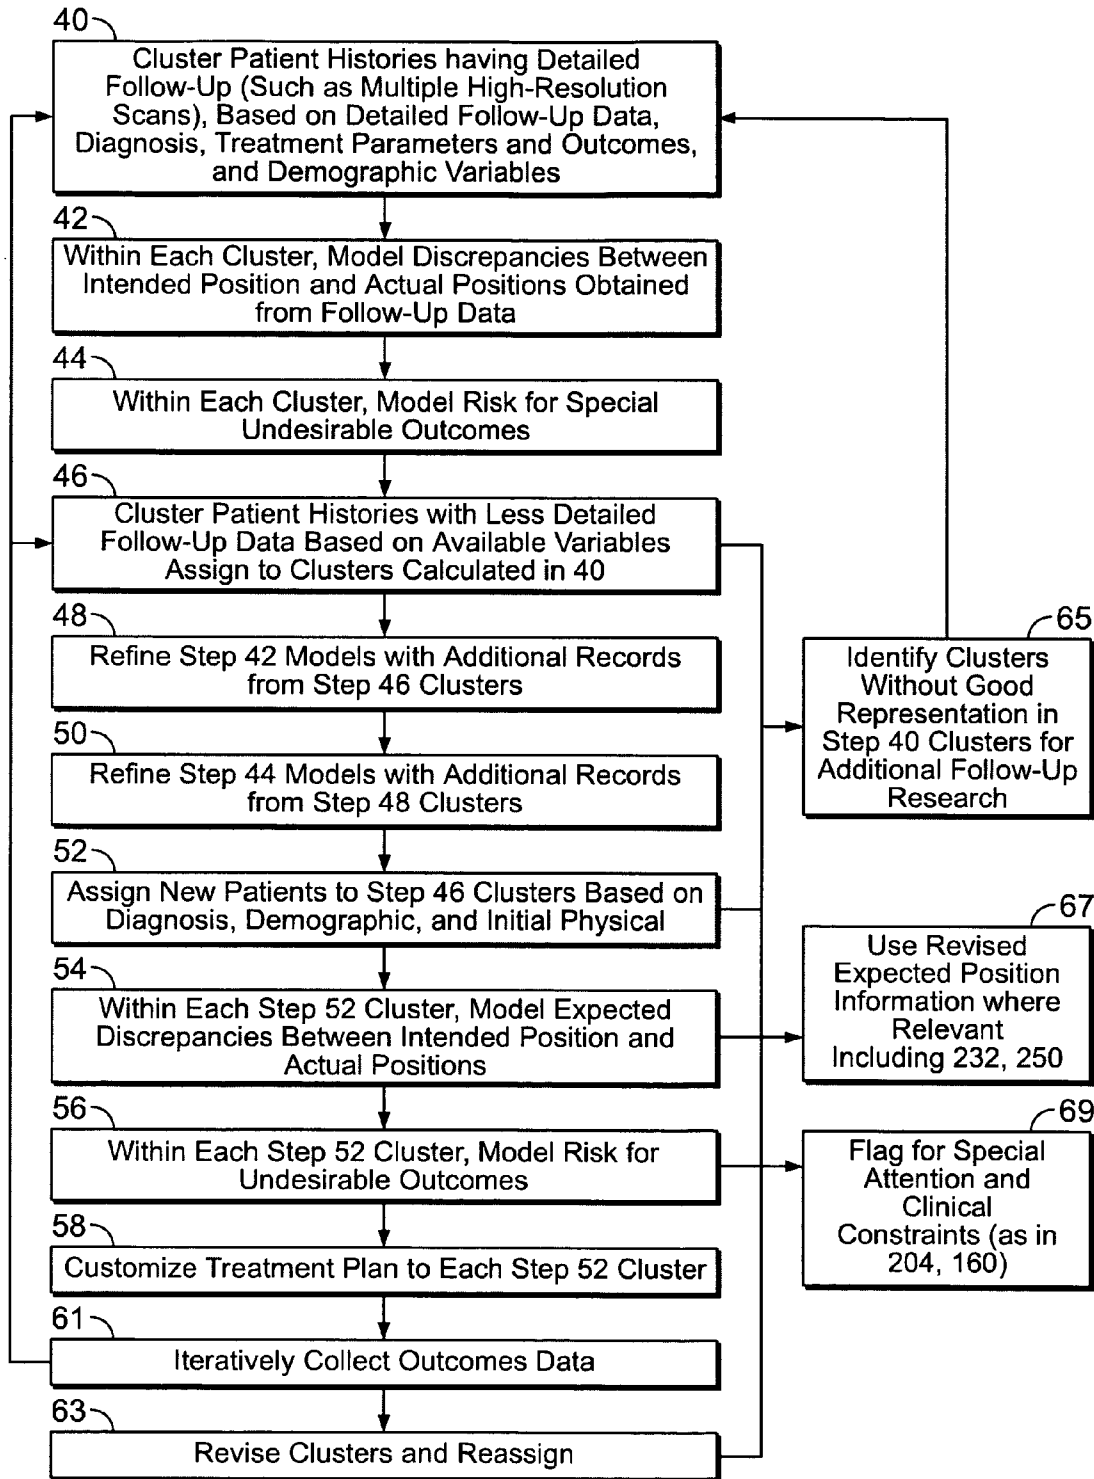 40
Cluster Patient Histories having Detailed
Follow-Up (Such as Multiple High-Resolution
Scans), Based on Detailed Follow-Up Data,
Diagnosis, Treatment Parameters and Outcomes,
and Demographic Variables
42
Within Each Cluster, Model Discrepancies Between
Intended Position and Actual Positions Obtained
from Follow-Up Data
44
Within Each Cluster, Model Risk for Special
Undesirable Outcomes
46
Cluster Patient Histories with Less Detailed
Follow-Up Data Based on Available Variables
Assign to Clusters Calculated in 40
48
Refine Step 42 Models with Additional Records
from Step 46 Clusters
50
Refine Step 44 Models with Additional Records
from Step 48 Clusters
52
Assign New Patients to Step 46 Clusters Based on
Diagnosis, Demographic, and Initial Physical
54
Within Each Step 52 Cluster, Model Expected
Discrepancies Between Intended Position and
Actual Positions
56
Within Each Step 52 Cluster, Model Risk for
Undesirable Outcomes
58
Customize Treatment Plan to Each Step 52 Cluster
61
Iteratively Collect Outcomes Data
63
Revise Clusters and Reassign
65
Identify Clusters
Without Good
Representation in
Step 40 Clusters for
Additional Follow-Up
Research
67
Use Revised
Expected Position
Information where
Relevant
Including 232, 250
69
Flag for Special
Attention and
Clinical
Constraints (as in
204, 160)